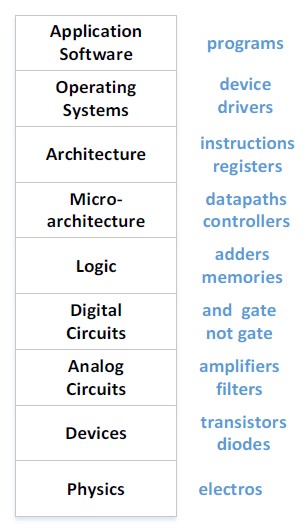 Application
Software
programs
Operating
Systems
device
drivers
Architecture
instructions
registers
Micro-
architecture
datapaths
controllers
Logic
adders
memories
Digital
Circuits
and gate
not gate
Analog
Circuits
amplifiers
filters
Devices
transistors
diodes
Physics
electros